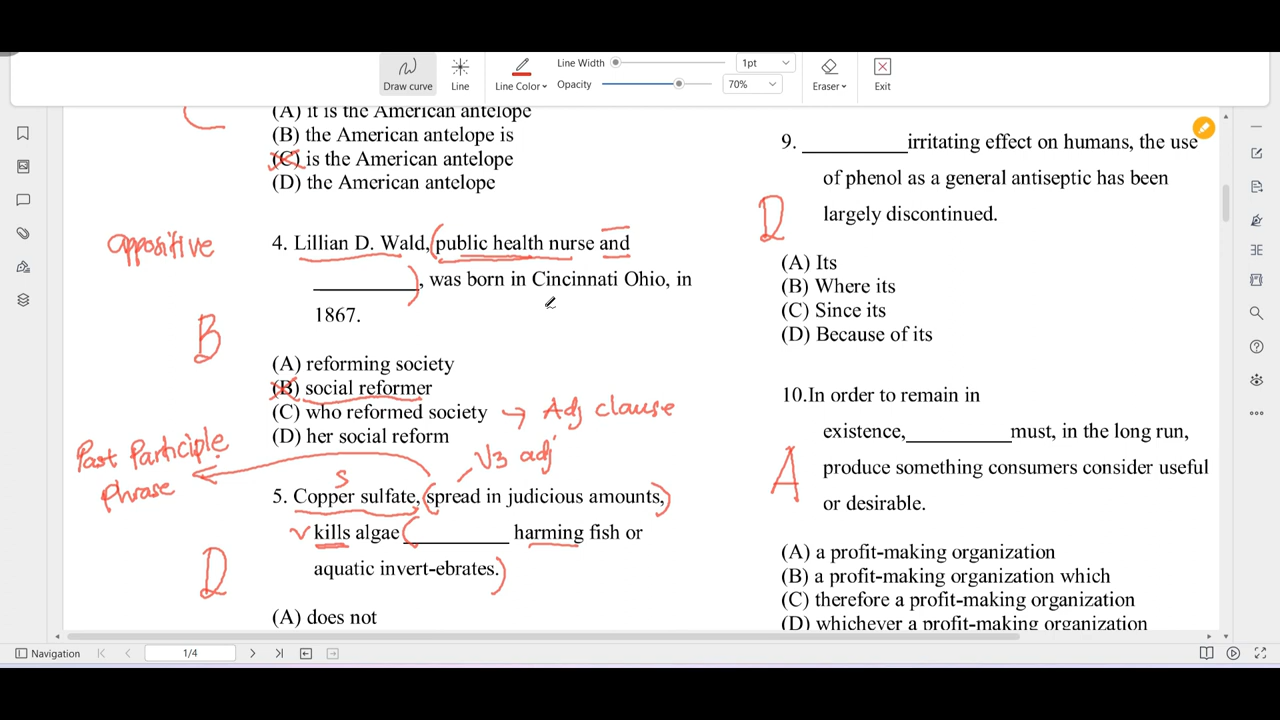 Line Width
1pt
Draw curve
Line
Line Color
Opacity
70%
Eraser
Exit
(A) it is the American antelope
(B) the American antelope is
(C) is the American antelope
(D) the American antelope
appositive
4. Lillian D. Wald, (public health nurse and
__________), was born in Cincinnati Ohio, in
1867.
B
(A) reforming society
(B) social reformer
(C) who reformed society → Adj clause
(D) her social reform
Past Participle
Phrase
V3 adj
S
5. Copper sulfate, (spread in judicious amounts,)
V kills algae (__________ harming fish or
aquatic invert-ebrates.)
D
(A) does not
9. __________irritating effect on humans, the use
of phenol as a general antiseptic has been
largely discontinued.
D
(A) Its
(B) Where its
(C) Since its
(D) Because of its
10.In order to remain in
existence,__________must, in the long run,
produce something consumers consider useful
or desirable.
A
(A) a profit-making organization
(B) a profit-making organization which
(C) therefore a profit-making organization
(D) whichever a profit-making organization
Navigation
1/4